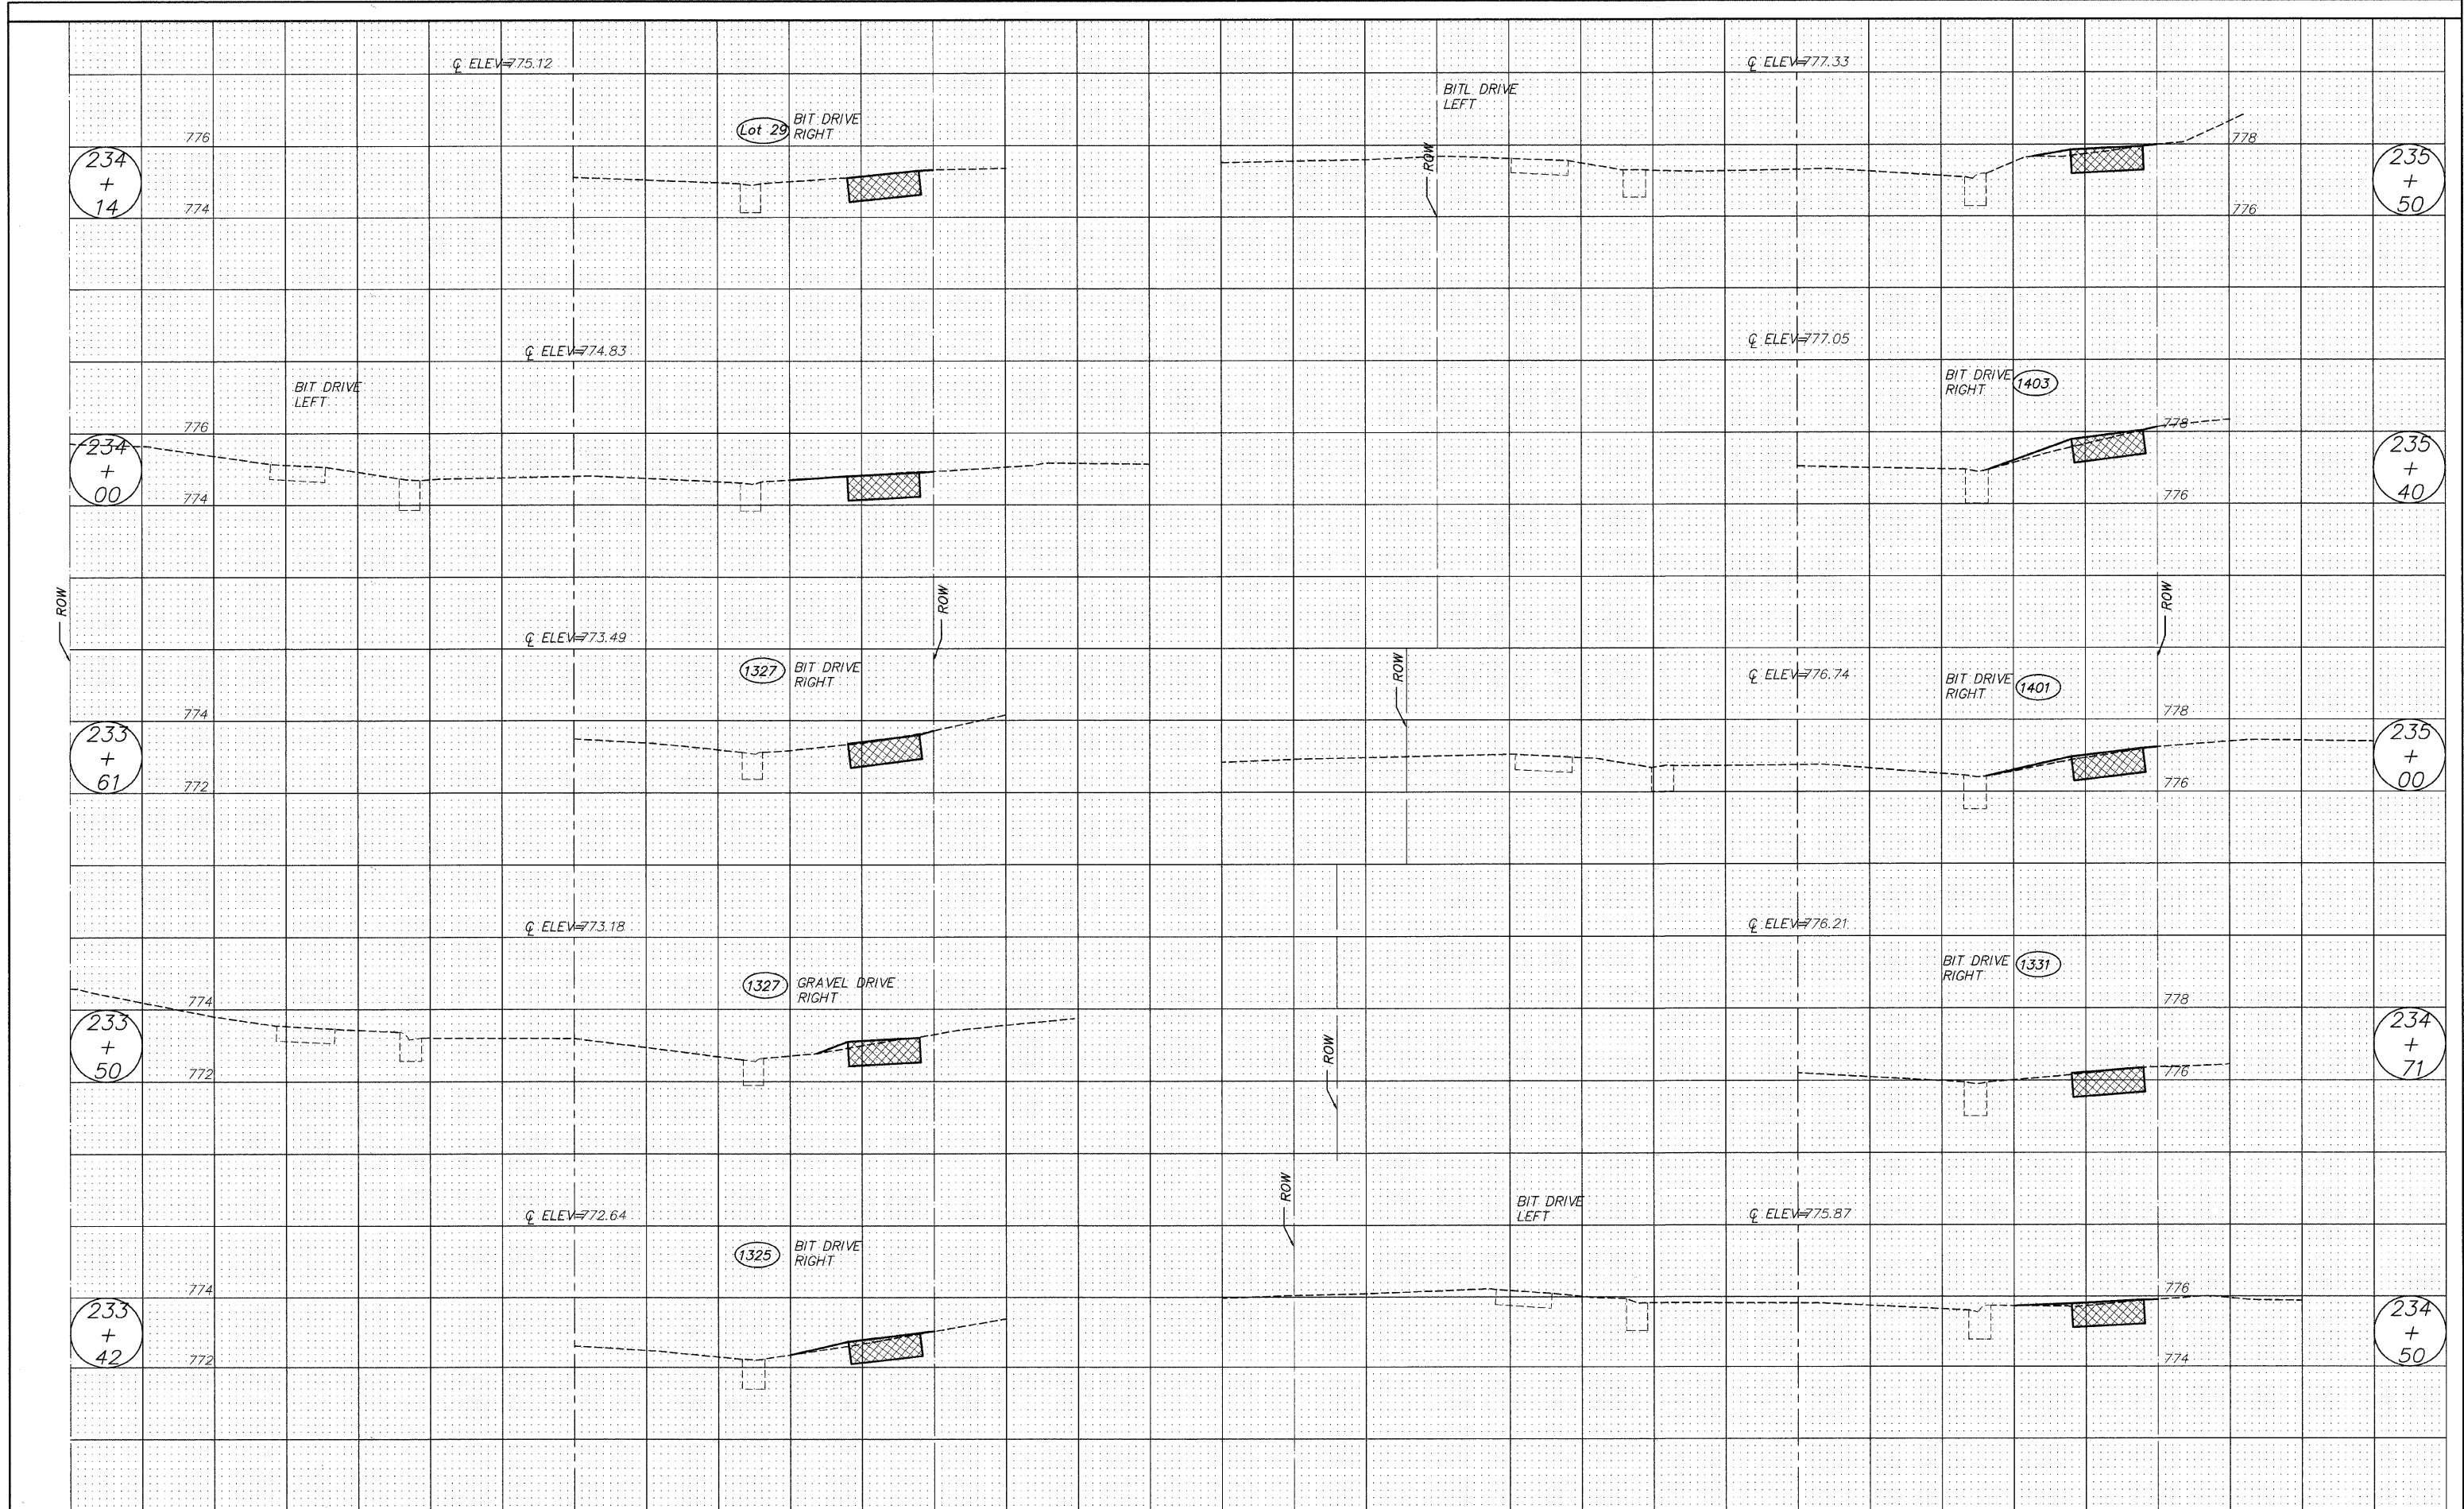 ℄ ELEV=775.12
Lot 29
BIT DRIVE
RIGHT
776
234
+
14
774
℄ ELEV=774.83
BIT DRIVE
LEFT
776
234
+
00
774
ROW
ROW
℄ ELEV=773.49
1327
BIT DRIVE
RIGHT
774
233
+
61
772
℄ ELEV=773.18
1327
GRAVEL DRIVE
RIGHT
774
233
+
50
772
℄ ELEV=772.64
1325
BIT DRIVE
RIGHT
774
233
+
42
772
℄ ELEV=777.33
BITL DRIVE
LEFT
ROW
778
235
+
50
776
℄ ELEV=777.05
BIT DRIVE
RIGHT
1403
778
235
+
40
776
ROW
ROW
℄ ELEV=776.74
BIT DRIVE
RIGHT
1401
778
235
+
00
776
℄ ELEV=776.21
BIT DRIVE
RIGHT
1331
778
ROW
234
+
71
776
ROW
BIT DRIVE
LEFT
℄ ELEV=775.87
776
234
+
50
774